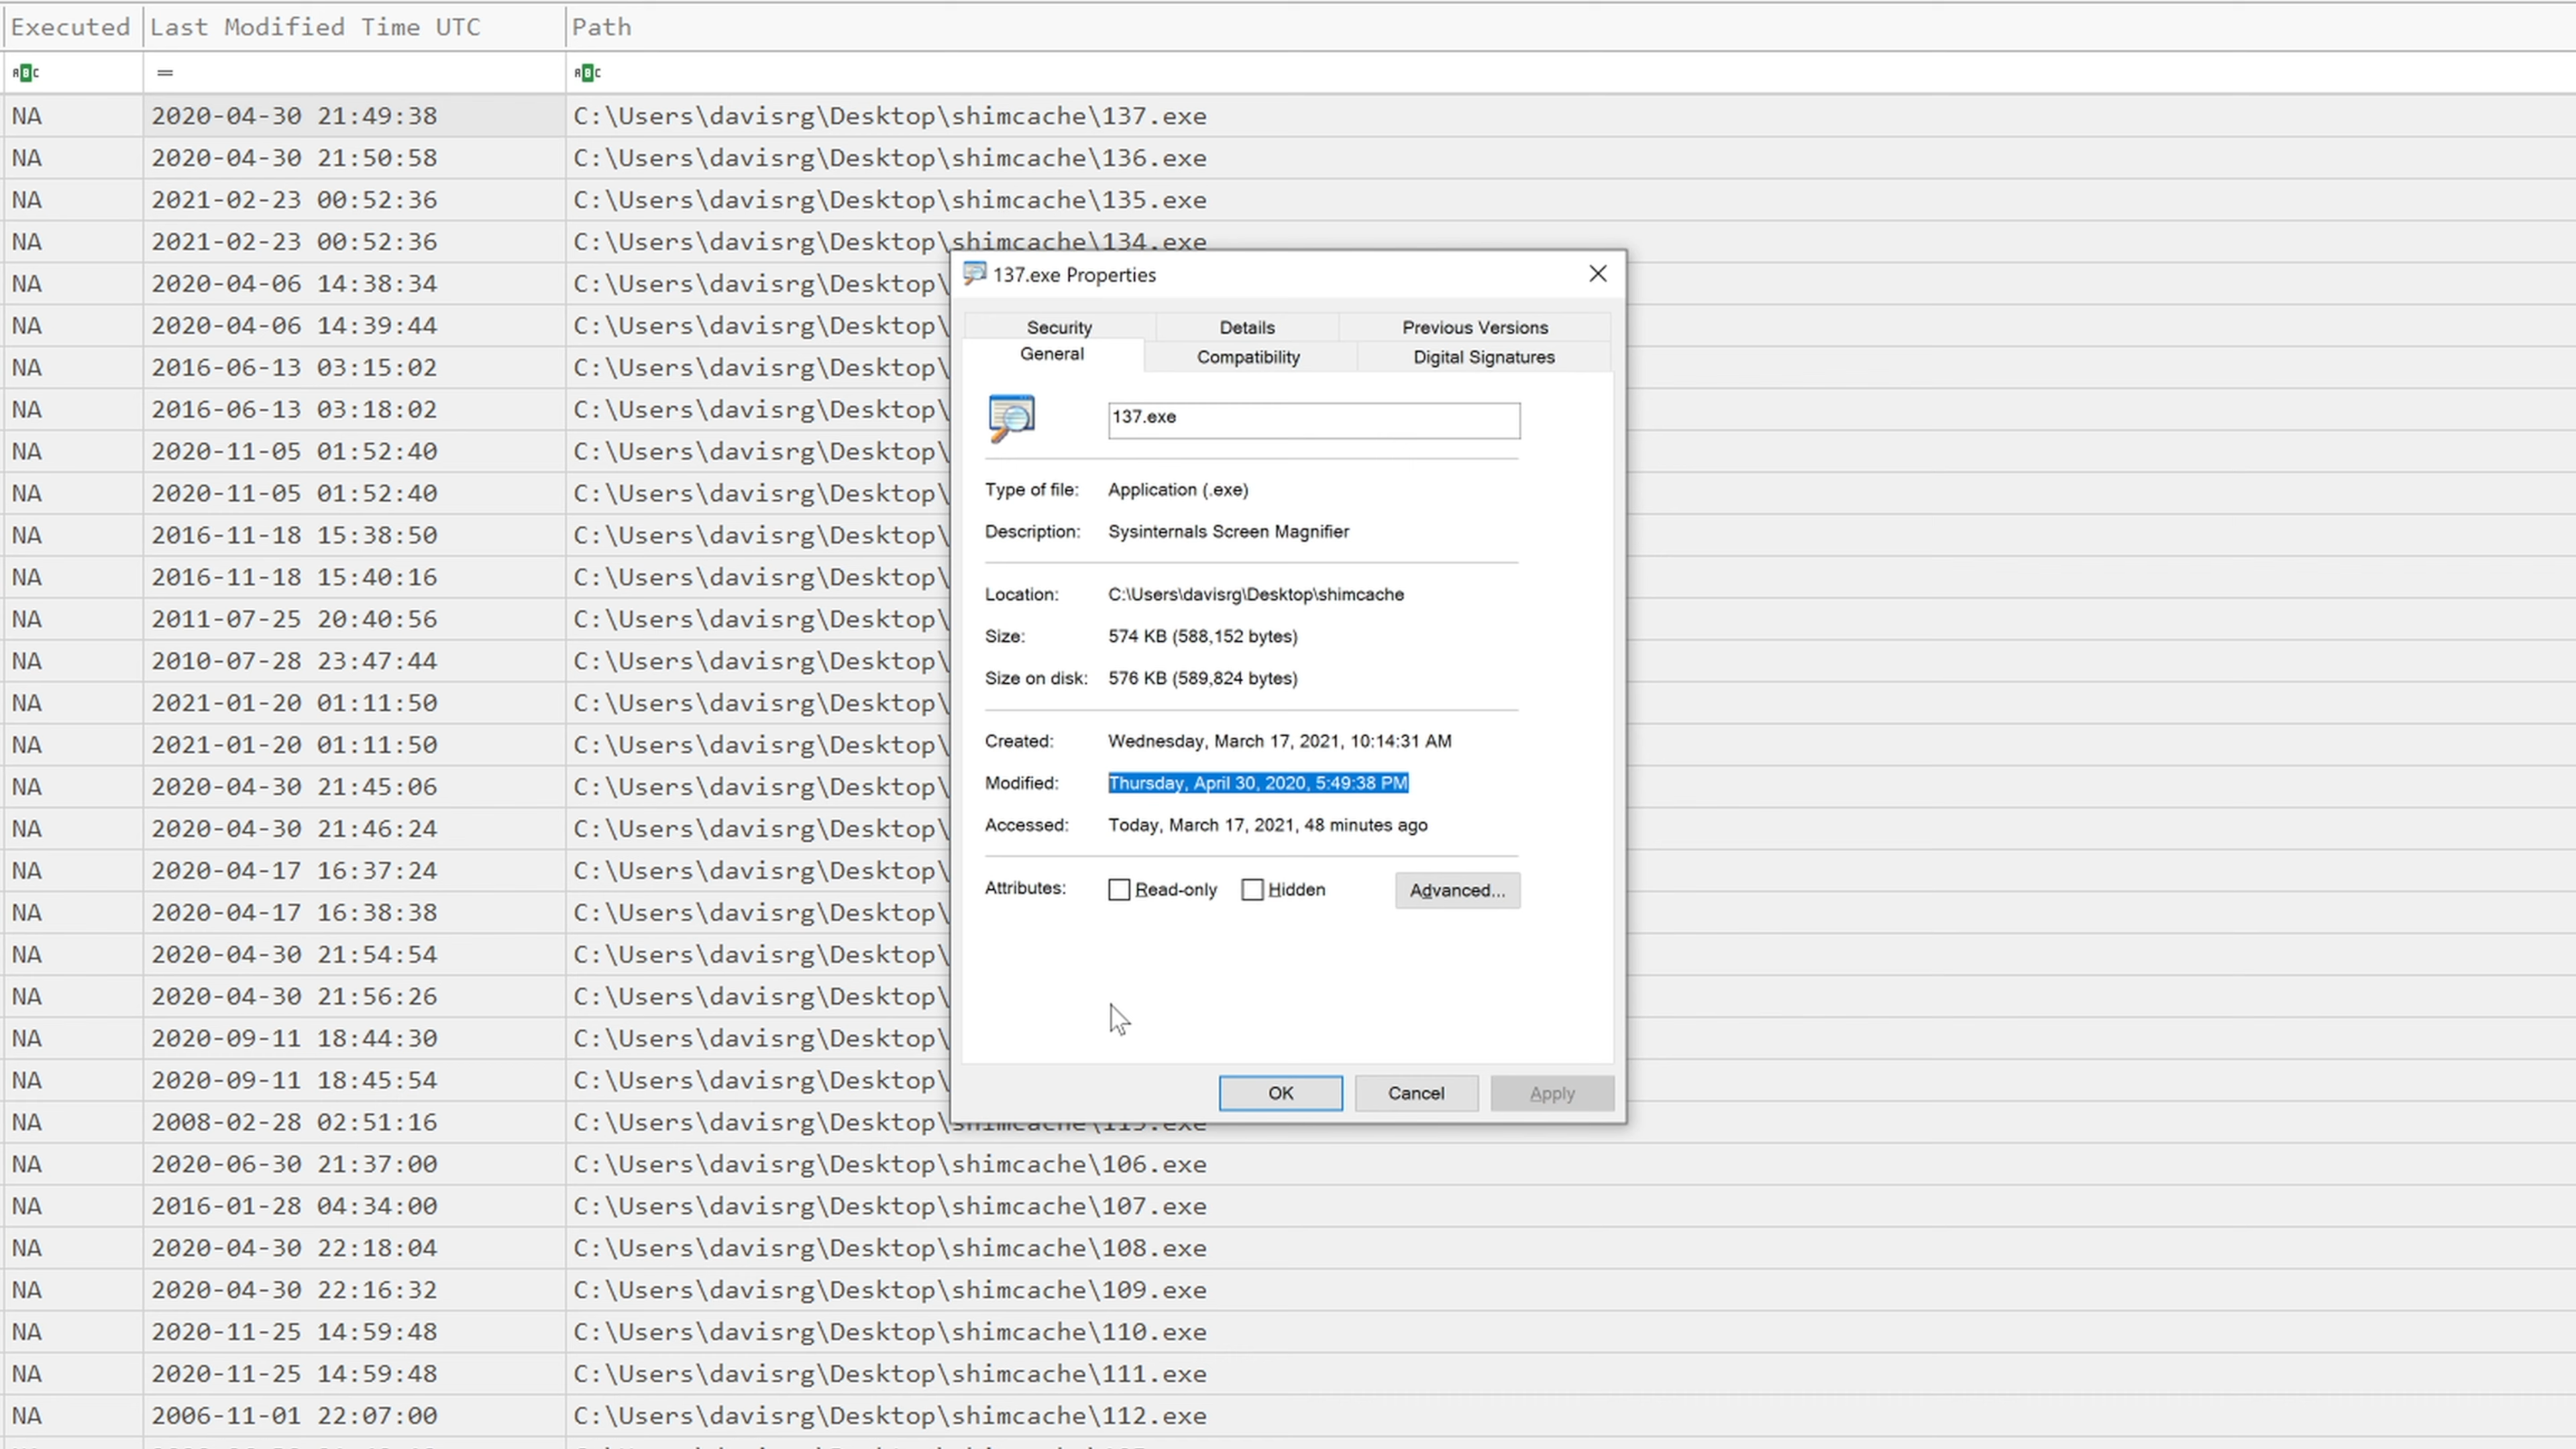 Executed Last Modified Time UTC Path
ABC = ABC
NA 2020-04-30 21:49:38 C:\Users\davisrg\Desktop\shimcache\137.exe
NA 2020-04-30 21:50:58 C:\Users\davisrg\Desktop\shimcache\136.exe
NA 2021-02-23 00:52:36 C:\Users\davisrg\Desktop\shimcache\135.exe
NA 2021-02-23 00:52:36 C:\Users\davisrg\Desktop\shimcache\134.exe
NA 2020-04-06 14:38:34 C:\Users\davisrg\Desktop\
NA 2020-04-06 14:39:44 C:\Users\davisrg\Desktop\
NA 2016-06-13 03:15:02 C:\Users\davisrg\Desktop\
NA 2016-06-13 03:18:02 C:\Users\davisrg\Desktop\
NA 2020-11-05 01:52:40 C:\Users\davisrg\Desktop\
NA 2020-11-05 01:52:40 C:\Users\davisrg\Desktop\
NA 2016-11-18 15:38:50 C:\Users\davisrg\Desktop\
NA 2016-11-18 15:40:16 C:\Users\davisrg\Desktop\
NA 2011-07-25 20:40:56 C:\Users\davisrg\Desktop\
NA 2010-07-28 23:47:44 C:\Users\davisrg\Desktop\
NA 2021-01-20 01:11:50 C:\Users\davisrg\Desktop\
NA 2021-01-20 01:11:50 C:\Users\davisrg\Desktop\
NA 2020-04-30 21:45:06 C:\Users\davisrg\Desktop\
NA 2020-04-30 21:46:24 C:\Users\davisrg\Desktop\
NA 2020-04-17 16:37:24 C:\Users\davisrg\Desktop\
NA 2020-04-17 16:38:38 C:\Users\davisrg\Desktop\
NA 2020-04-30 21:54:54 C:\Users\davisrg\Desktop\
NA 2020-04-30 21:56:26 C:\Users\davisrg\Desktop\
NA 2020-09-11 18:44:30 C:\Users\davisrg\Desktop\
NA 2020-09-11 18:45:54 C:\Users\davisrg\Desktop\
NA 2008-02-28 02:51:16 C:\Users\davisrg\Desktop\
NA 2020-06-30 21:37:00 C:\Users\davisrg\Desktop\shimcache\106.exe
NA 2016-01-28 04:34:00 C:\Users\davisrg\Desktop\shimcache\107.exe
NA 2020-04-30 22:18:04 C:\Users\davisrg\Desktop\shimcache\108.exe
NA 2020-04-30 22:16:32 C:\Users\davisrg\Desktop\shimcache\109.exe
NA 2020-11-25 14:59:48 C:\Users\davisrg\Desktop\shimcache\110.exe
NA 2020-11-25 14:59:48 C:\Users\davisrg\Desktop\shimcache\111.exe
NA 2006-11-01 22:07:00 C:\Users\davisrg\Desktop\shimcache\112.exe
137.exe Properties
Security Details Previous Versions
General Compatibility Digital Signatures
137.exe
Type of file: Application (.exe)
Description: Sysinternals Screen Magnifier
Location: C:\Users\davisrg\Desktop\shimcache
Size: 574 KB (588,152 bytes)
Size on disk: 576 KB (589,824 bytes)
Created: Wednesday, March 17, 2021, 10:14:31 AM
Modified: Thursday, April 30, 2020, 5:49:38 PM
Accessed: Today, March 17, 2021, 48 minutes ago
Attributes: Read-only Hidden Advanced...
OK Cancel Apply